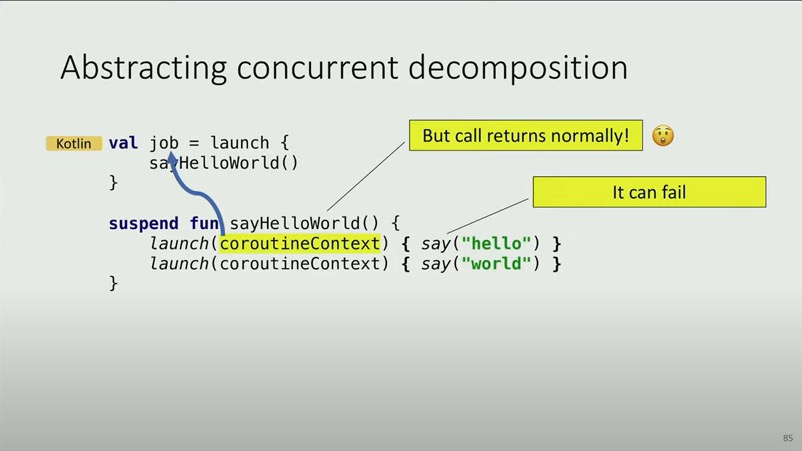 Abstracting concurrent decomposition
Kotlin
val job = launch {
sayHelloWorld()
}
suspend fun sayHelloWorld() {
launch(coroutineContext) { say("hello") }
launch(coroutineContext) { say("world") }
}
But call returns normally!
It can fail
85